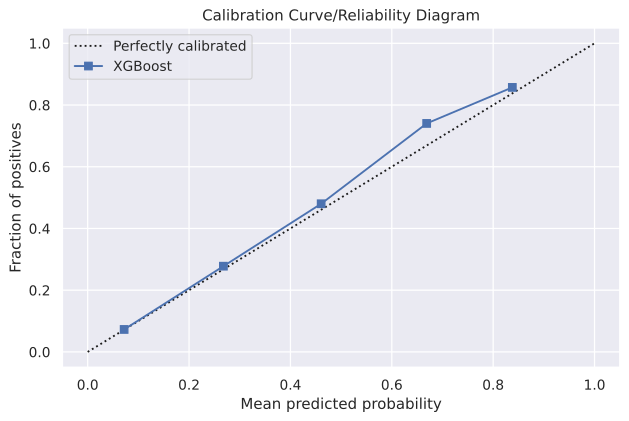 Calibration Curve/Reliability Diagram
Perfectly calibrated
XGBoost
Fraction of positives
1.0
0.8
0.6
0.4
0.2
0.0
0.0 0.2 0.4 0.6 0.8 1.0
Mean predicted probability